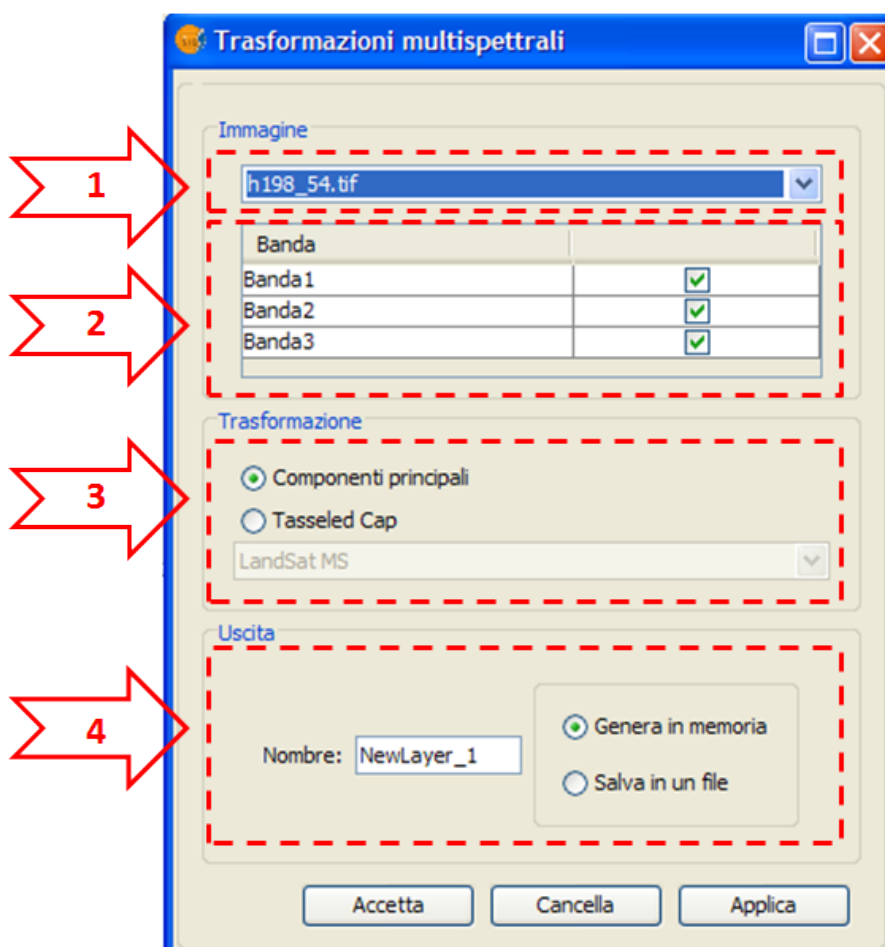 Trasformazioni multispettrali
Immagine
1
h198_54.tif
Banda
Banda1
2
Banda2
Banda3
Trasformazione
Componenti principali
3
Tasseled Cap
LandSat MS
Uscita
4
Genera in memoria
Nombre: NewLayer_1
Salva in un file
Accetta Cancella Applica